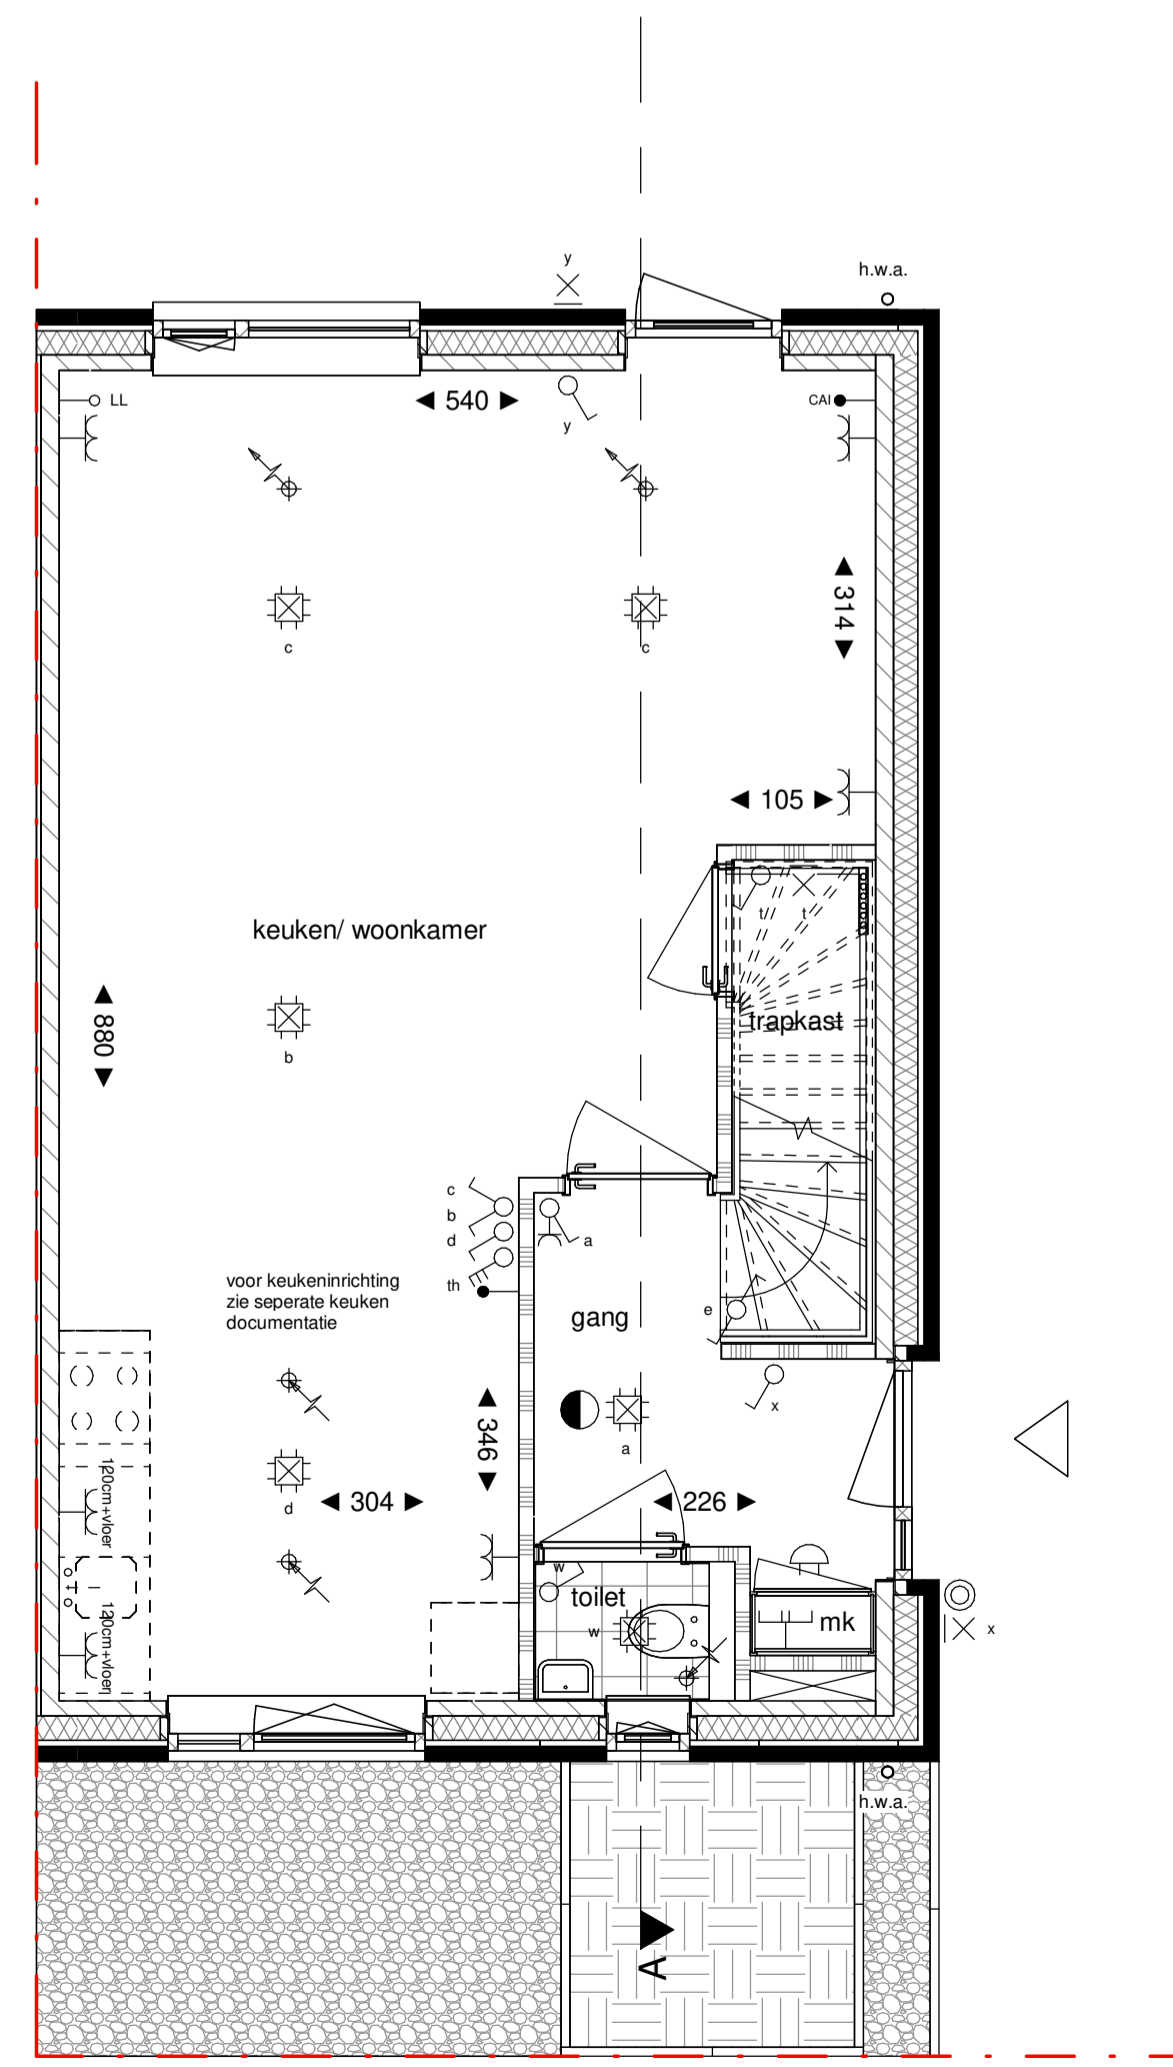 y
h.w.a.
LL
540
y
CAI
c
c
314
105
t
t
keuken/ woonkamer
trapkast
880
b
c
b
d
a
th
voor keukeninrichting
zie seperate keuken
documentatie
e
gang
x
a
346
120cm+vloer
d
304
226
w
toilet
w
mk
x
120cm+vloer
h.w.a.
A